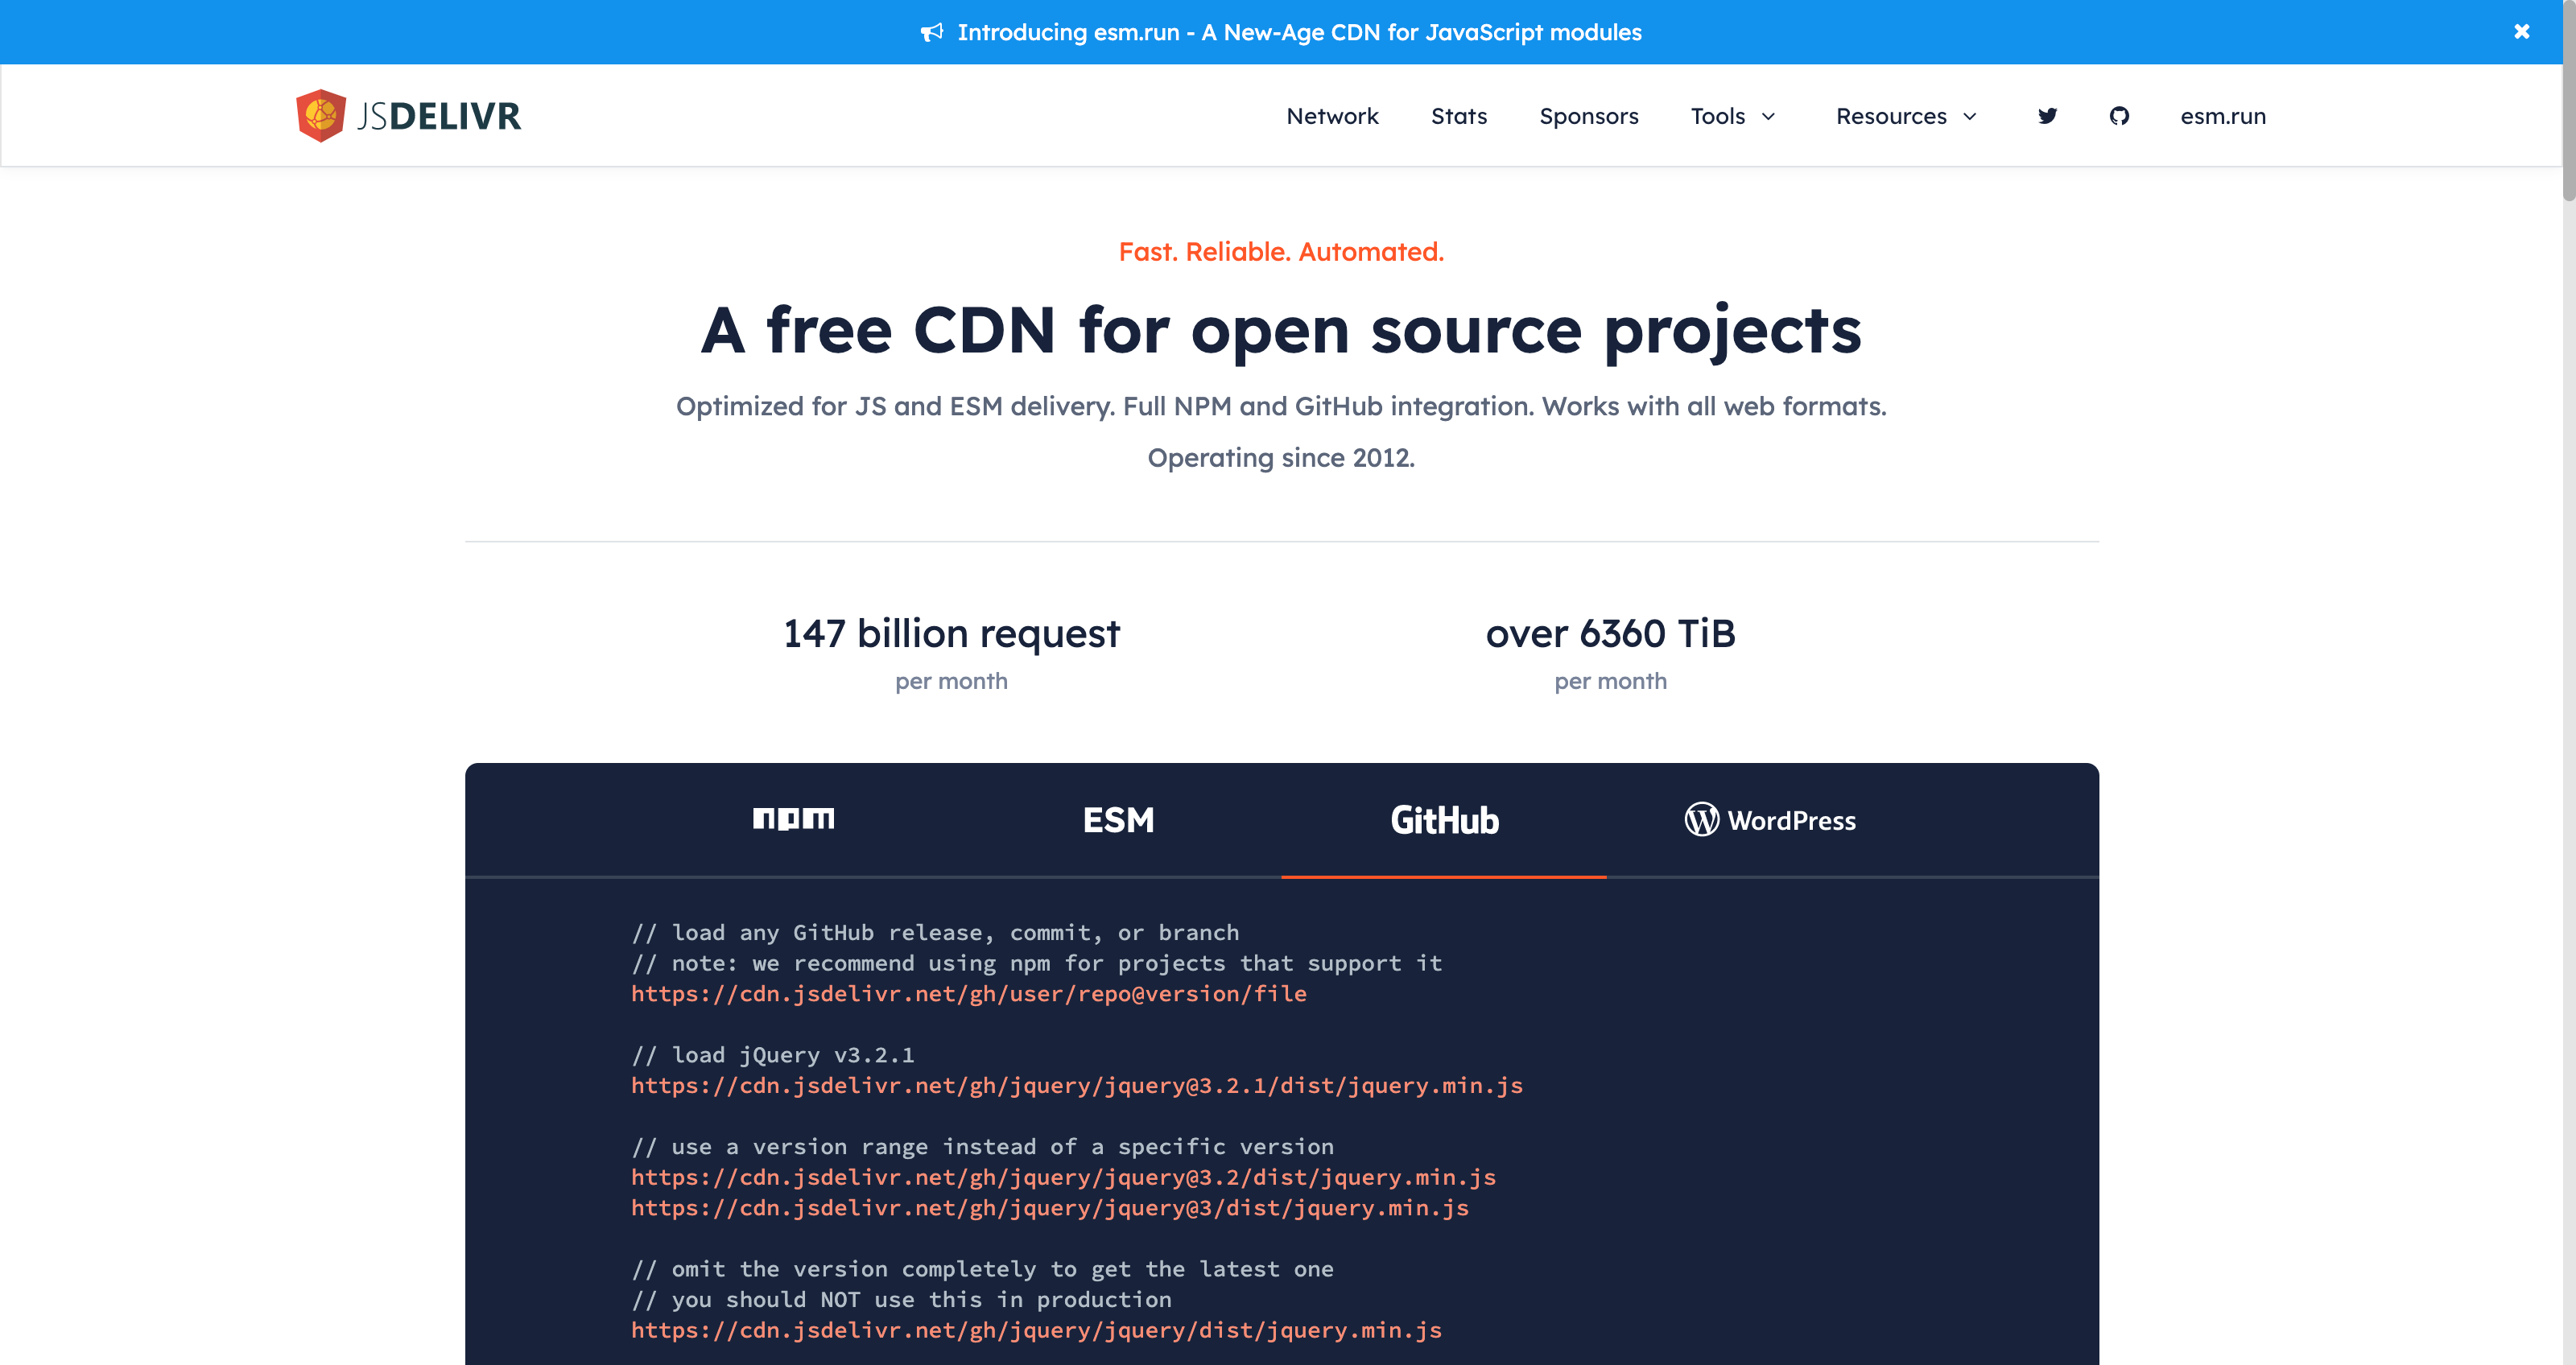 Introducing esm.run - A New-Age CDN for JavaScript modules
JSDELIVR
Network Stats Sponsors Tools Resources esm.run
Fast. Reliable. Automated.
A free CDN for open source projects
Optimized for JS and ESM delivery. Full NPM and GitHub integration. Works with all web formats.
Operating since 2012.
147 billion request over 6360 TiB
per month per month
npm ESM GitHub WordPress
// load any GitHub release, commit, or branch
// note: we recommend using npm for projects that support it
https://cdn.jsdelivr.net/gh/user/repo@version/file
// load jQuery v3.2.1
https://cdn.jsdelivr.net/gh/jquery/jquery@3.2.1/dist/jquery.min.js
// use a version range instead of a specific version
https://cdn.jsdelivr.net/gh/jquery/jquery@3.2/dist/jquery.min.js
https://cdn.jsdelivr.net/gh/jquery/jquery@3/dist/jquery.min.js
// omit the version completely to get the latest one
// you should NOT use this in production
https://cdn.jsdelivr.net/gh/jquery/jquery/dist/jquery.min.js